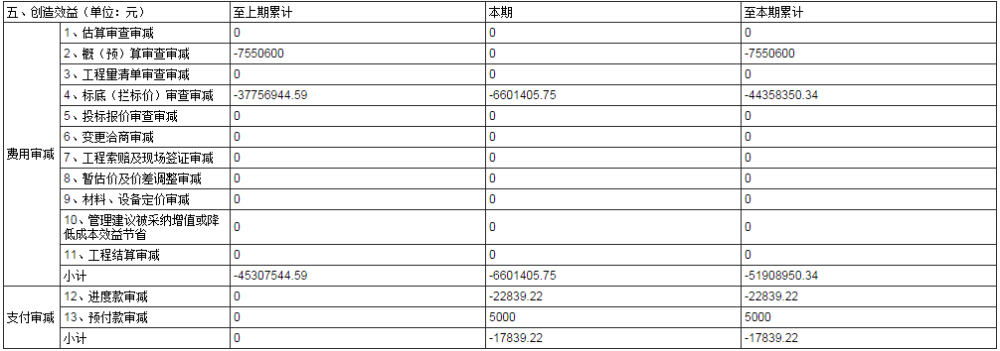 五、创造效益（单位：元） 至上期累计 本期 至本期累计
费用审减 1、估算审查审减 0 0 0
2、概（预）算审查审减 -7550600 0 -7550600
3、工程量清单审查审减 0 0 0
4、标底（拦标价）审查审减 -37756944.59 -6601405.75 -44358350.34
5、投标报价审查审减 0 0 0
6、变更洽商审减 0 0 0
7、工程索赔及现场签证审减 0 0 0
8、暂估价及价差调整审减 0 0 0
9、材料、设备定价审减 0 0 0
10、管理建议被采纳增值或降
低成本效益节省 0 0 0
11、工程结算审减 0 0 0
小计 -45307544.59 -6601405.75 -51908950.34
支付审减 12、进度款审减 0 -22839.22 -22839.22
13、预付款审减 0 5000 5000
小计 0 -17839.22 -17839.22